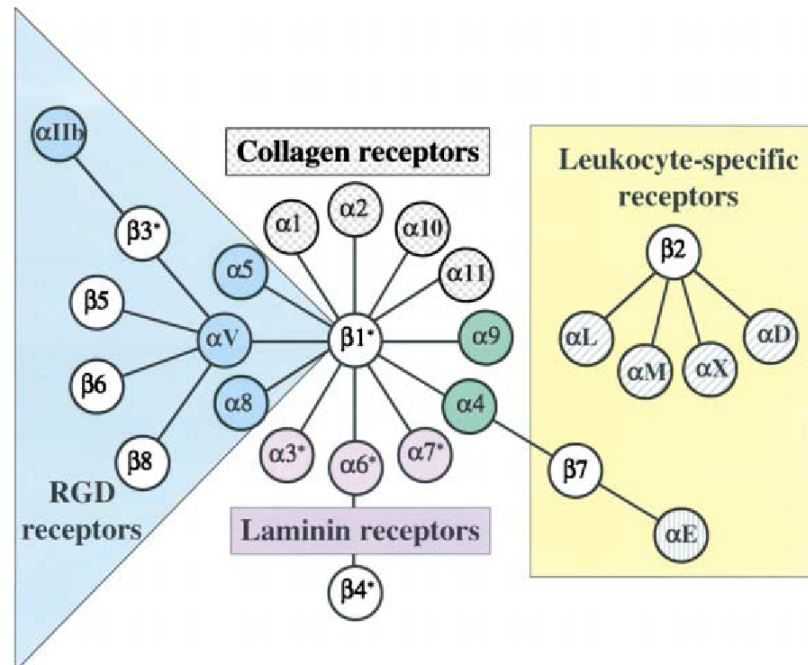 αIIb
Collagen receptors
Leukocyte-specific
receptors
α1
α2
α10
β3*
α5
α11
β2
β5
αV
β1*
α9
αL
αM
αX
αD
β6
α8
α4
β8
α3*
α6*
α7*
β7
RGD
receptors
Laminin receptors
αE
β4*